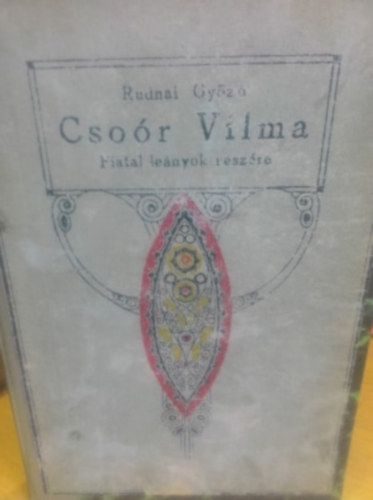 Rudnai Győző
Csoór Vilma
Fiatal leányok részére